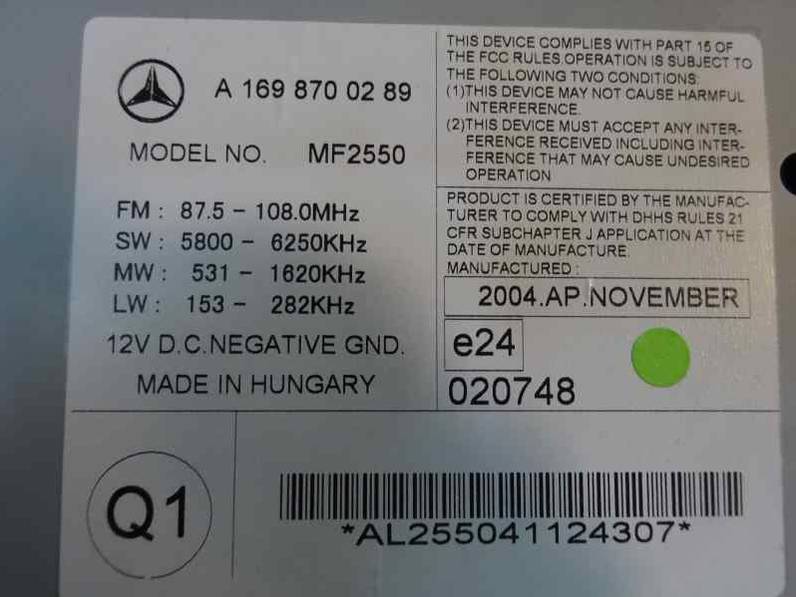 A 169 870 02 89
MODEL NO. MF2550
FM : 87.5 - 108.0MHz
SW : 5800 - 6250KHz
MW : 531 - 1620KHz
LW : 153 - 282KHz
12V D.C.NEGATIVE GND.
MADE IN HUNGARY
THIS DEVICE COMPLIES WITH PART 15 OF
THE FCC RULES.OPERATION IS SUBJECT TO
THE FOLLOWING TWO CONDITIONS:
(1)THIS DEVICE MAY NOT CAUSE HARMFUL
INTERFERENCE.
(2)THIS DEVICE MUST ACCEPT ANY INTER-
FERENCE RECEIVED INCLUDING INTER-
FERENCE THAT MAY CAUSE UNDESIRED
OPERATION
PRODUCT IS CERTIFIED BY THE MANUFAC-
TURER TO COMPLY WITH DHHS RULES 21
CFR SUBCHAPTER J APPLICATION AT THE
DATE OF MANUFACTURE.
MANUFACTURED :
2004.AP.NOVEMBER
e24
020748
Q1
*AL255041124307*